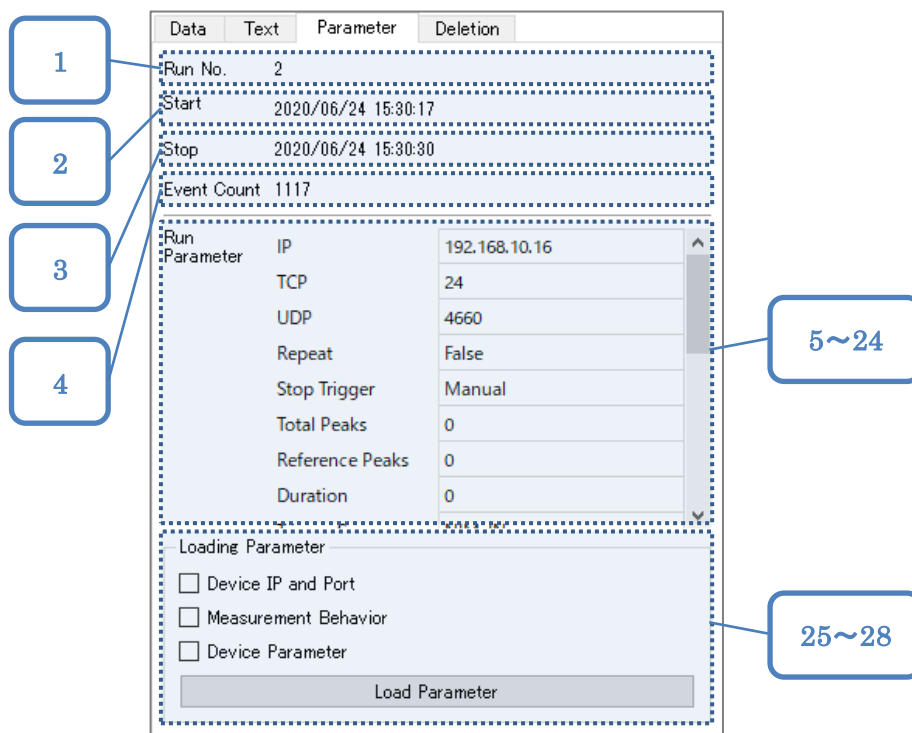 Data Text Parameter Deletion
1
Run No. 2
Start 2020/06/24 15:30:17
2
Stop 2020/06/24 15:30:30
Event Count 1117
3
4
Run Parameter
IP 192.168.10.16
TCP 24
UDP 4660
Repeat False
Stop Trigger Manual
Total Peaks 0
Reference Peaks 0
Duration 0
5～24
Loading Parameter
Device IP and Port
Measurement Behavior
Device Parameter
Load Parameter
25～28